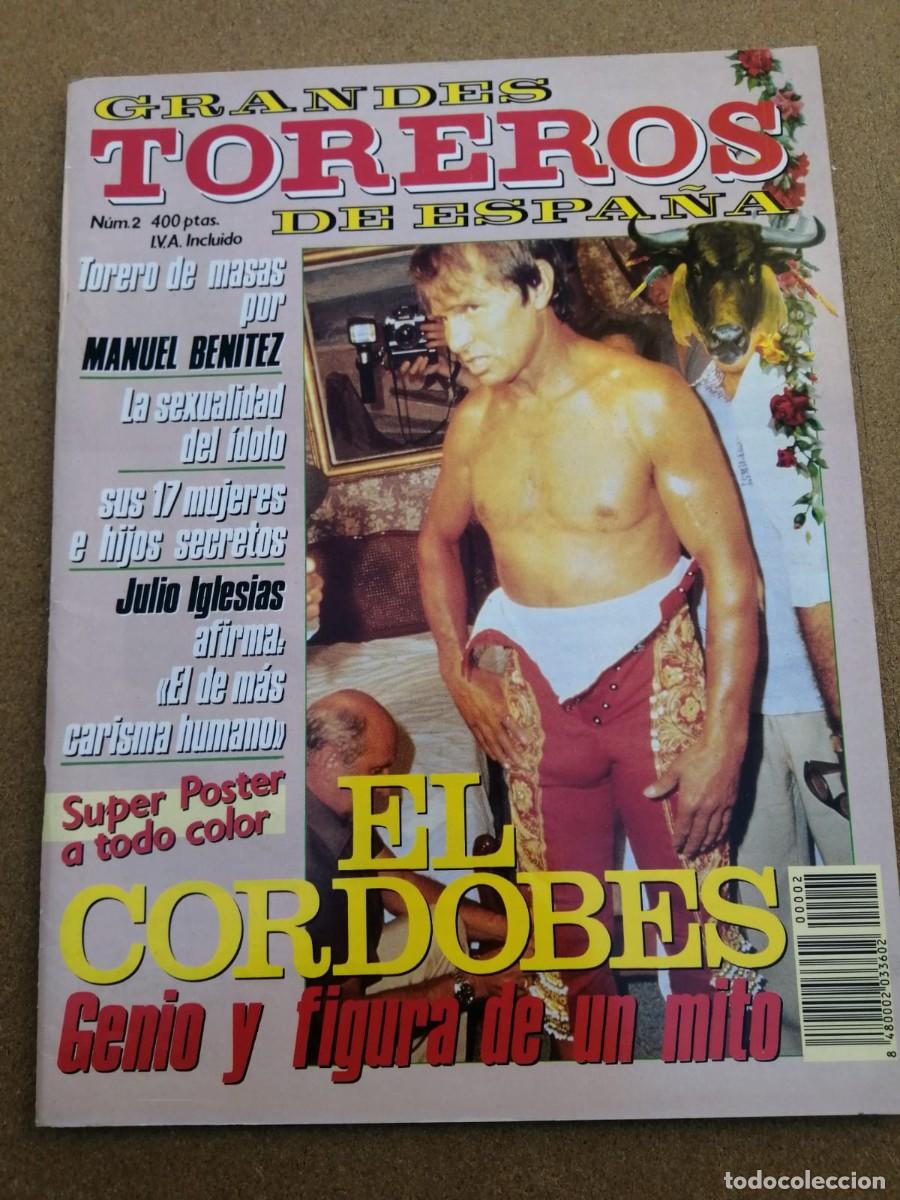 GRANDES
TOREROS
DE ESPAÑA
Núm. 2 400 ptas.
I.V.A. Incluido
Torero de masas
por
MANUEL BENITEZ
La sexualidad
del ídolo
sus 17 mujeres
e hijos secretos
Julio Iglesias
afirma:
«El de más
carisma humano»
Super Poster
a todo color
EL
CORDOBES
Genio y figura de un mito
00002
8 480002 033602
todocoleccion